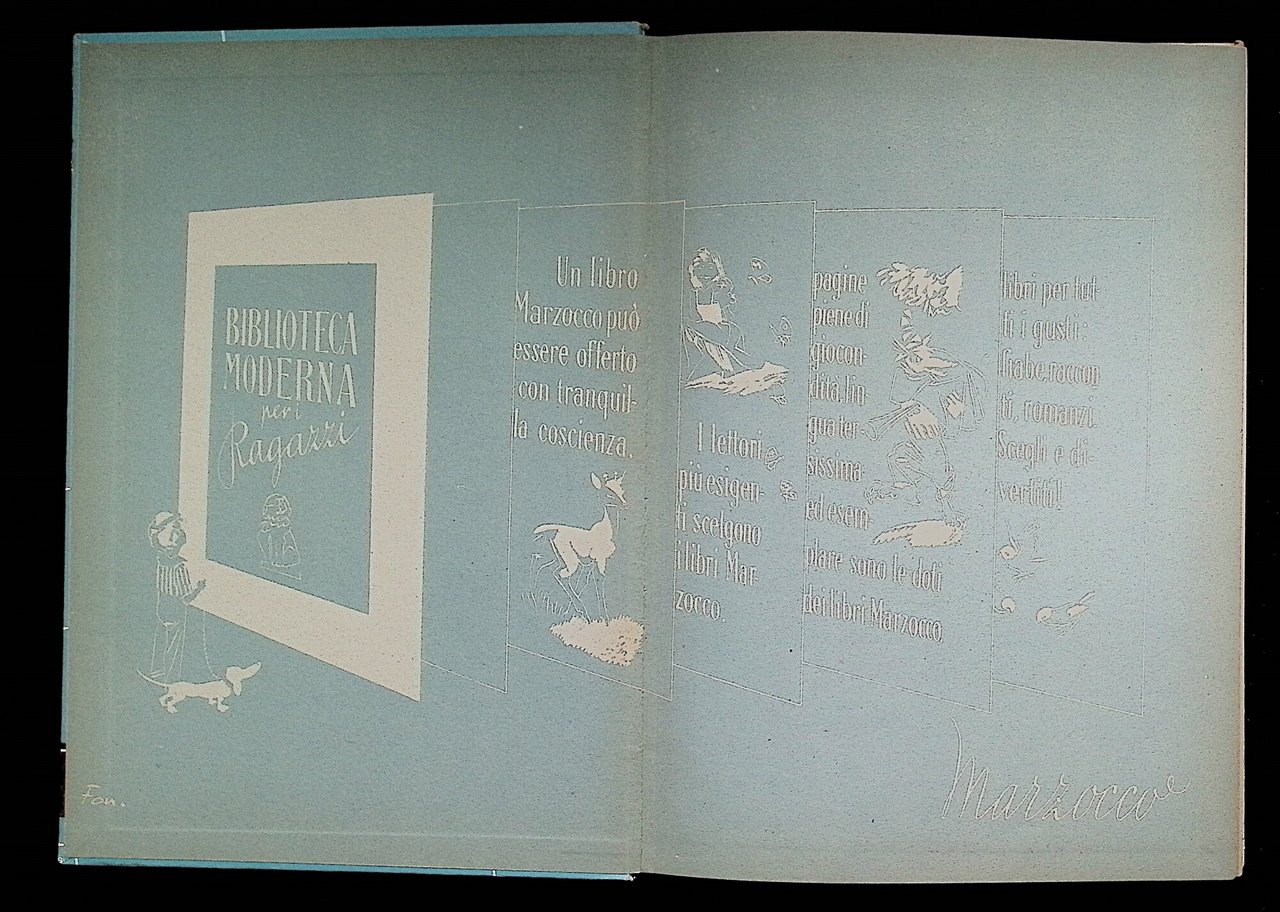 BIBLIOTECA
MODERNA
per i
Ragazzi
Un libro
Marzocco può
essere offerto
con tranquil-
la coscienza.
I lettori
più esigen-
ti scelgono
i libri Mar-
zocco.
pagine
piene di
giocon-
dità, lin
gua ter-
sissima
ed esem-
plare sono le doti
dei libri Marzocco
libri per tut
ti i gusti:
fiabe, raccon
ti, romanzi.
Scegli e di-
vertiti!
Fon.
Marzocco